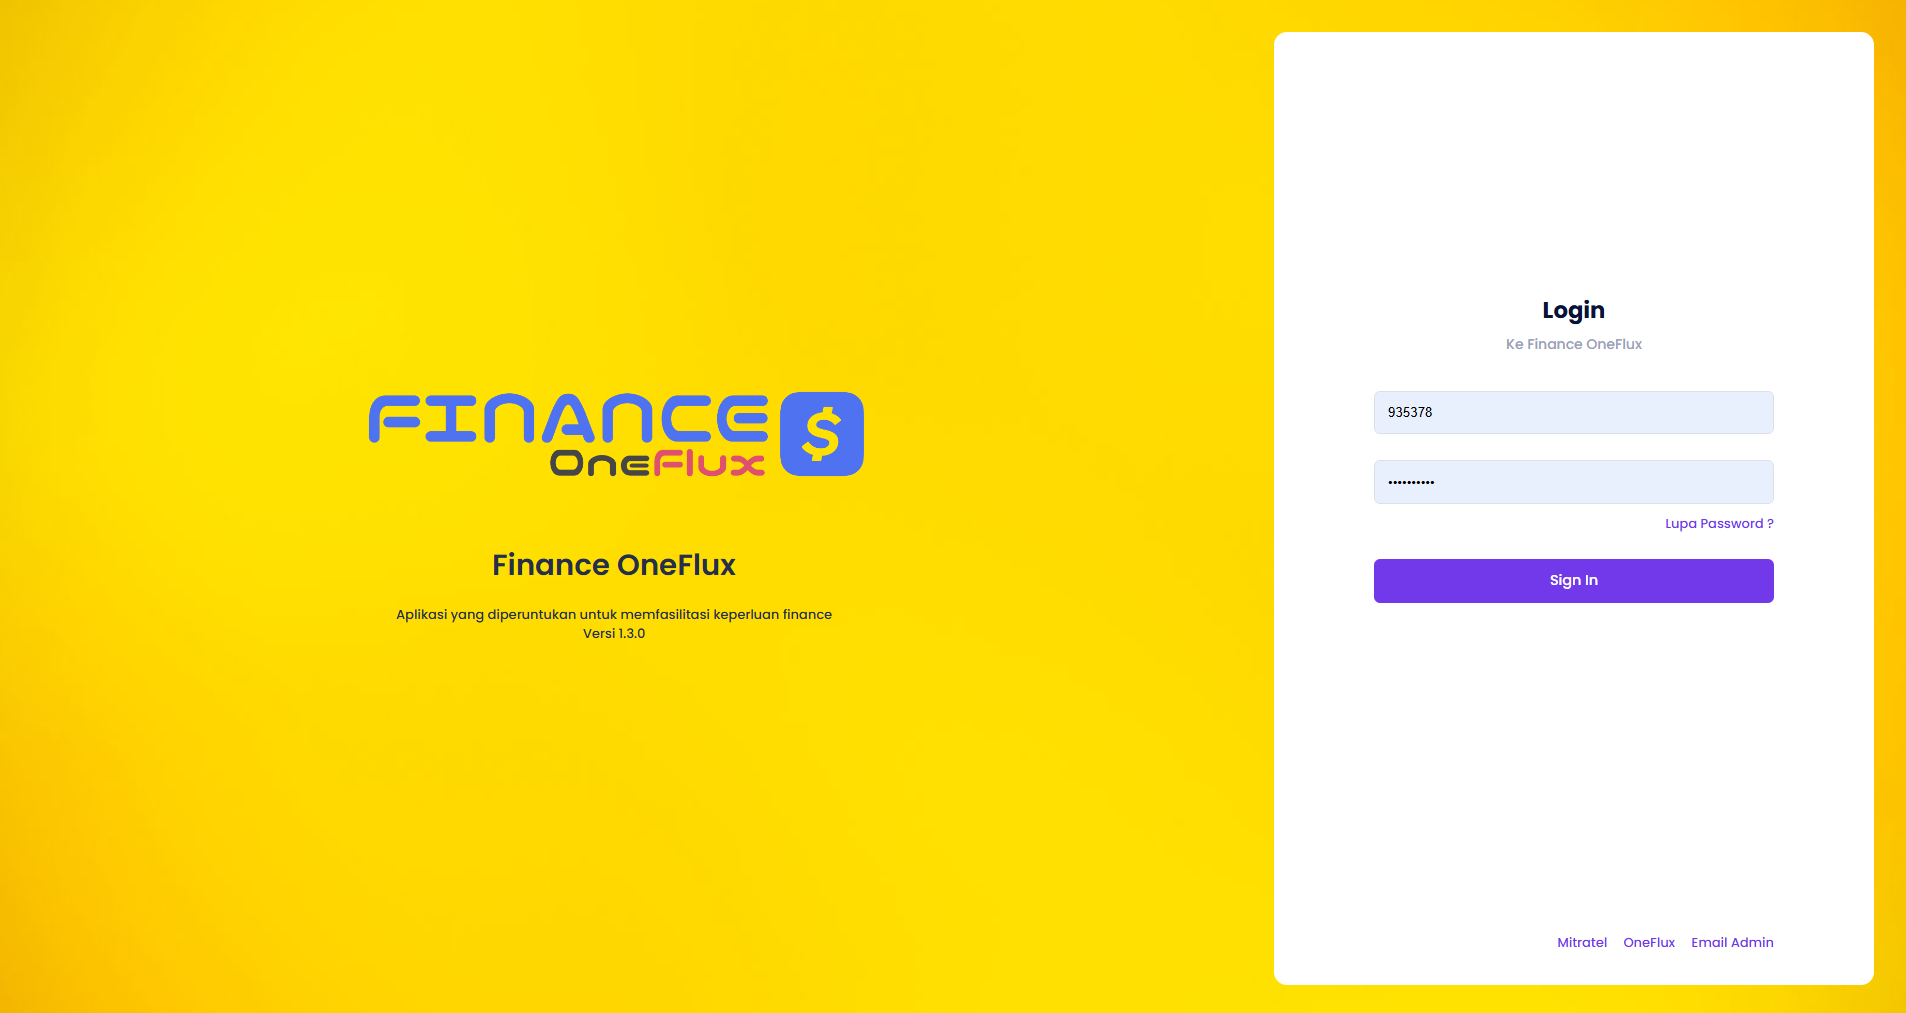 FINANCE
OneFlux
$
Finance OneFlux
Aplikasi yang diperuntukan untuk memfasilitasi keperluan finance
Versi 1.3.0
Login
Ke Finance OneFlux
935378
••••••••••
Lupa Password ?
Sign In
Mitratel OneFlux Email Admin